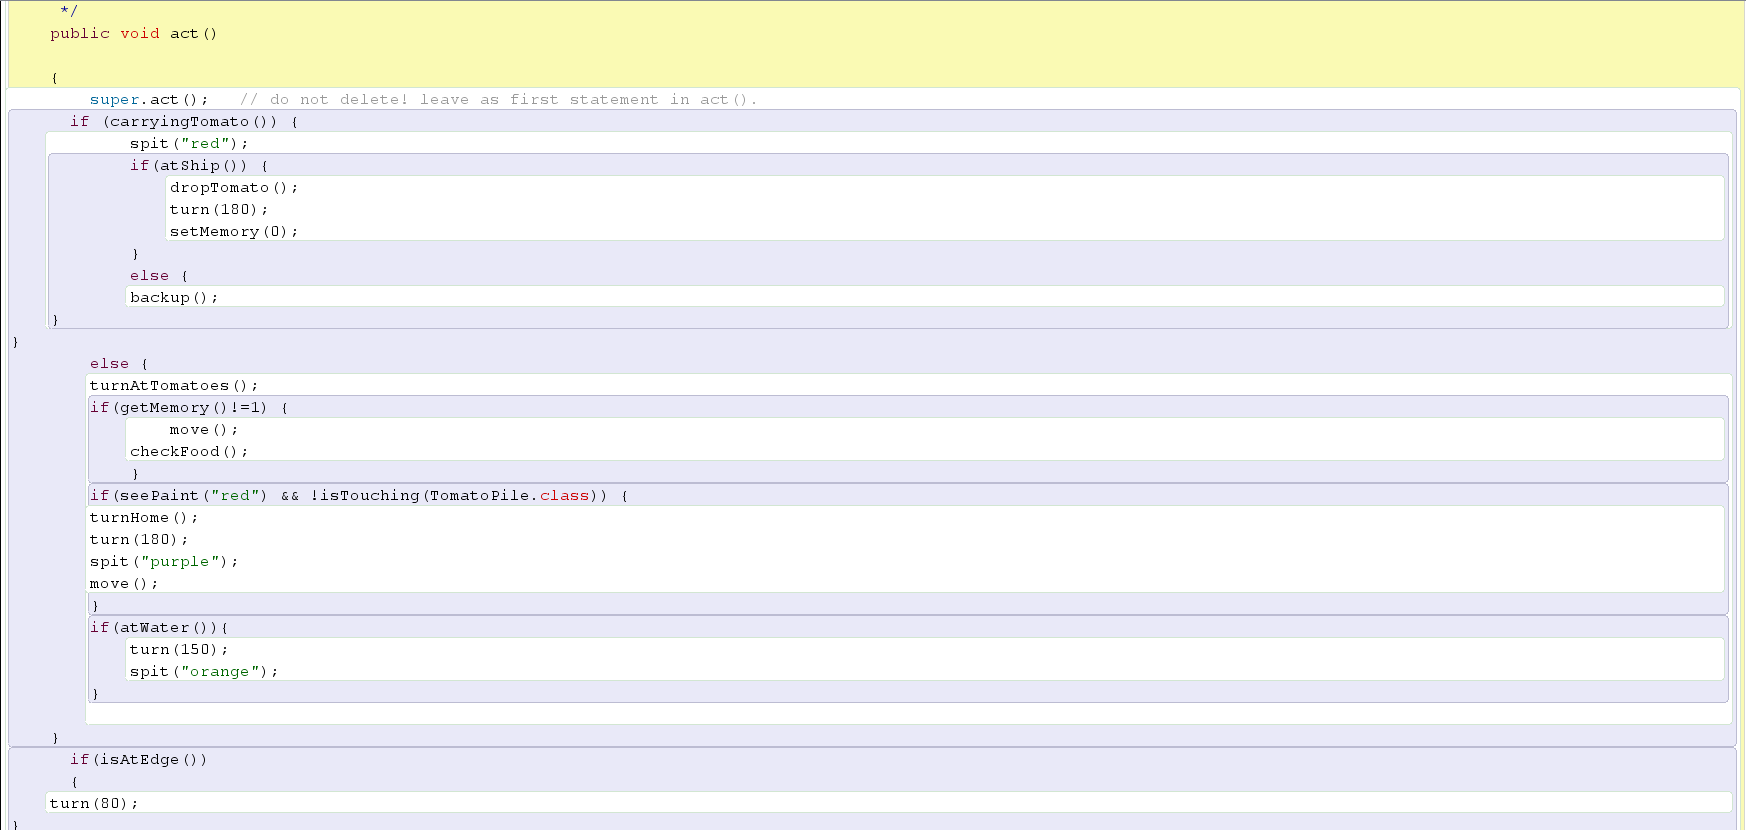 */
public void act()
{
super.act();   // do not delete! leave as first statement in act().
if (carryingTomato()) {
spit("red");
if(atShip()) {
dropTomato();
turn(180);
setMemory(0);
}
else {
backup();
}
}
else {
turnAtTomatoes();
if(getMemory()!=1) {
move();
checkFood();
}
if(seePaint("red") && !isTouching(TomatoPile.class)) {
turnHome();
turn(180);
spit("purple");
move();
}
if(atWater()){
turn(150);
spit("orange");
}
}
if(isAtEdge())
{
turn(80);
}